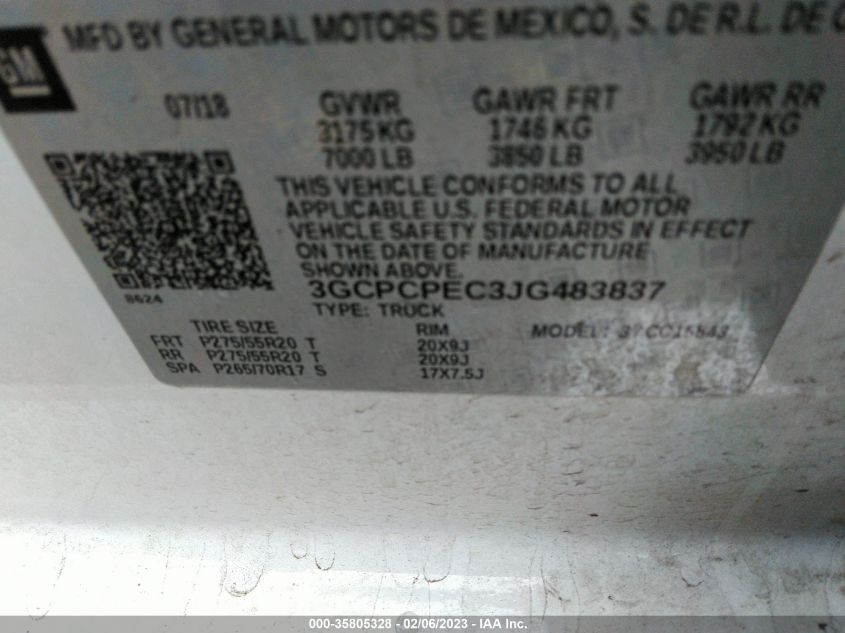 GM
MFD BY GENERAL MOTORS DE MEXICO, S. DE R.L. DE C
07/18 GVWR GAWR FRT GAWR RR
3175 KG 1746 KG 1792 KG
7000 LB 3850 LB 3950 LB
THIS VEHICLE CONFORMS TO ALL
APPLICABLE U.S. FEDERAL MOTOR
VEHICLE SAFETY STANDARDS IN EFFECT
ON THE DATE OF MANUFACTURE
SHOWN ABOVE.
8624
3GCPCPEC3JG483837
TYPE: TRUCK
MODEL:
TIRE SIZE RIM
FRT P275/55R20 T 20X9J
RR P275/55R20 T 20X9J
SPA P265/70R17 S 17X7.5J
000-35805328 - 02/06/2023 - IAA Inc.